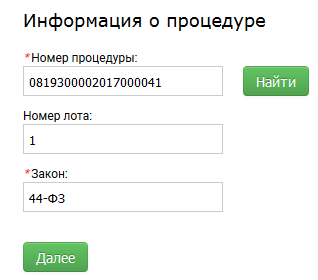 Информация о процедуре
*Номер процедуры:
0819300002017000041
Найти
Номер лота:
1
*Закон:
44-ФЗ
Далее